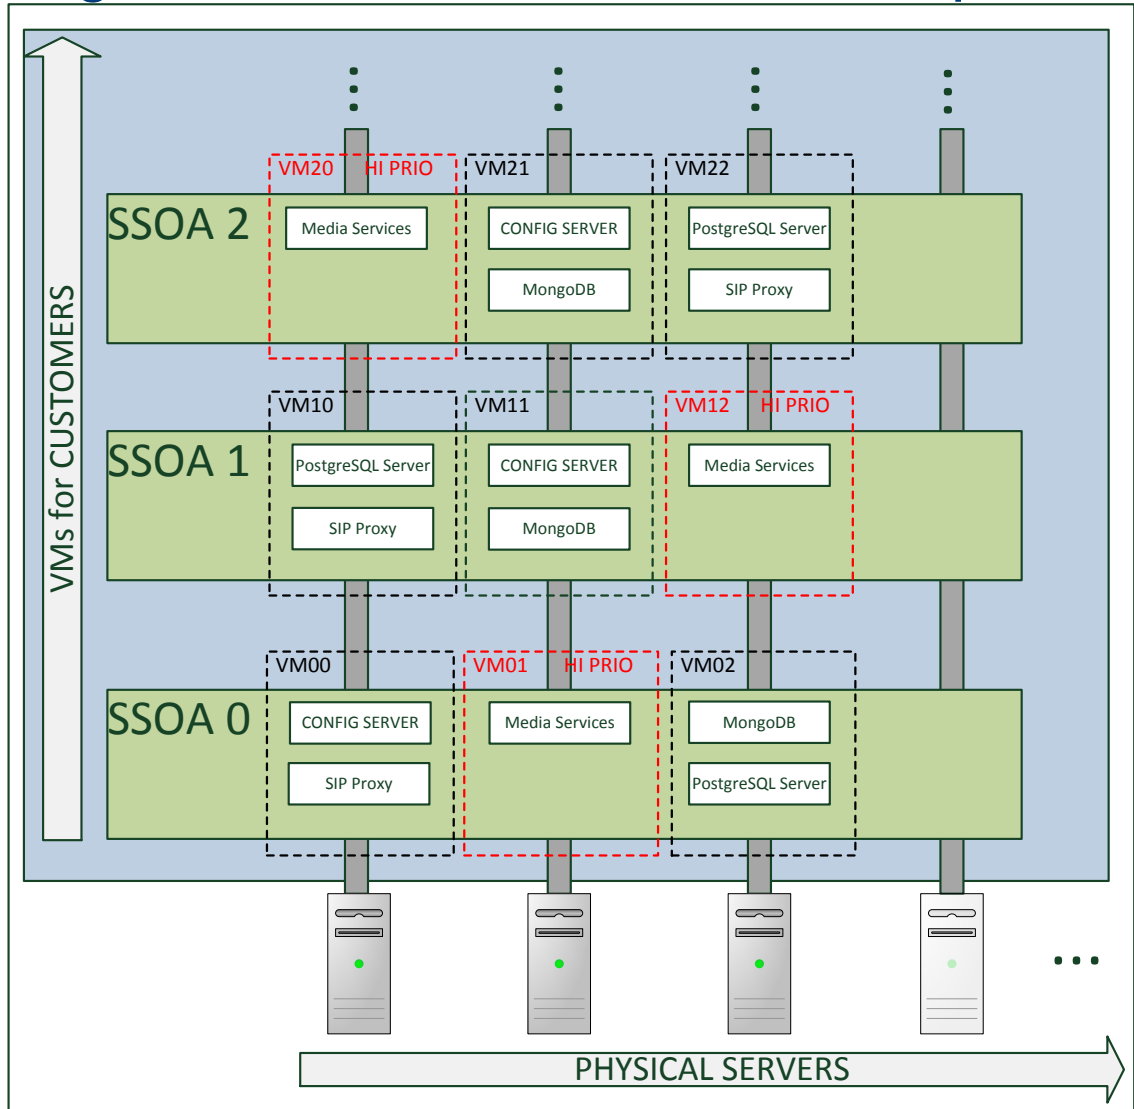 VMs for CUSTOMERS
VM20 HI PRIO
VM21
VM22
SSOA 2
Media Services
CONFIG SERVER
PostgreSQL Server
MongoDB
SIP Proxy
VM10
VM11
VM12 HI PRIO
SSOA 1
PostgreSQL Server
CONFIG SERVER
Media Services
SIP Proxy
MongoDB
VM00
VM01 HI PRIO
VM02
SSOA 0
CONFIG SERVER
Media Services
MongoDB
SIP Proxy
PostgreSQL Server
PHYSICAL SERVERS